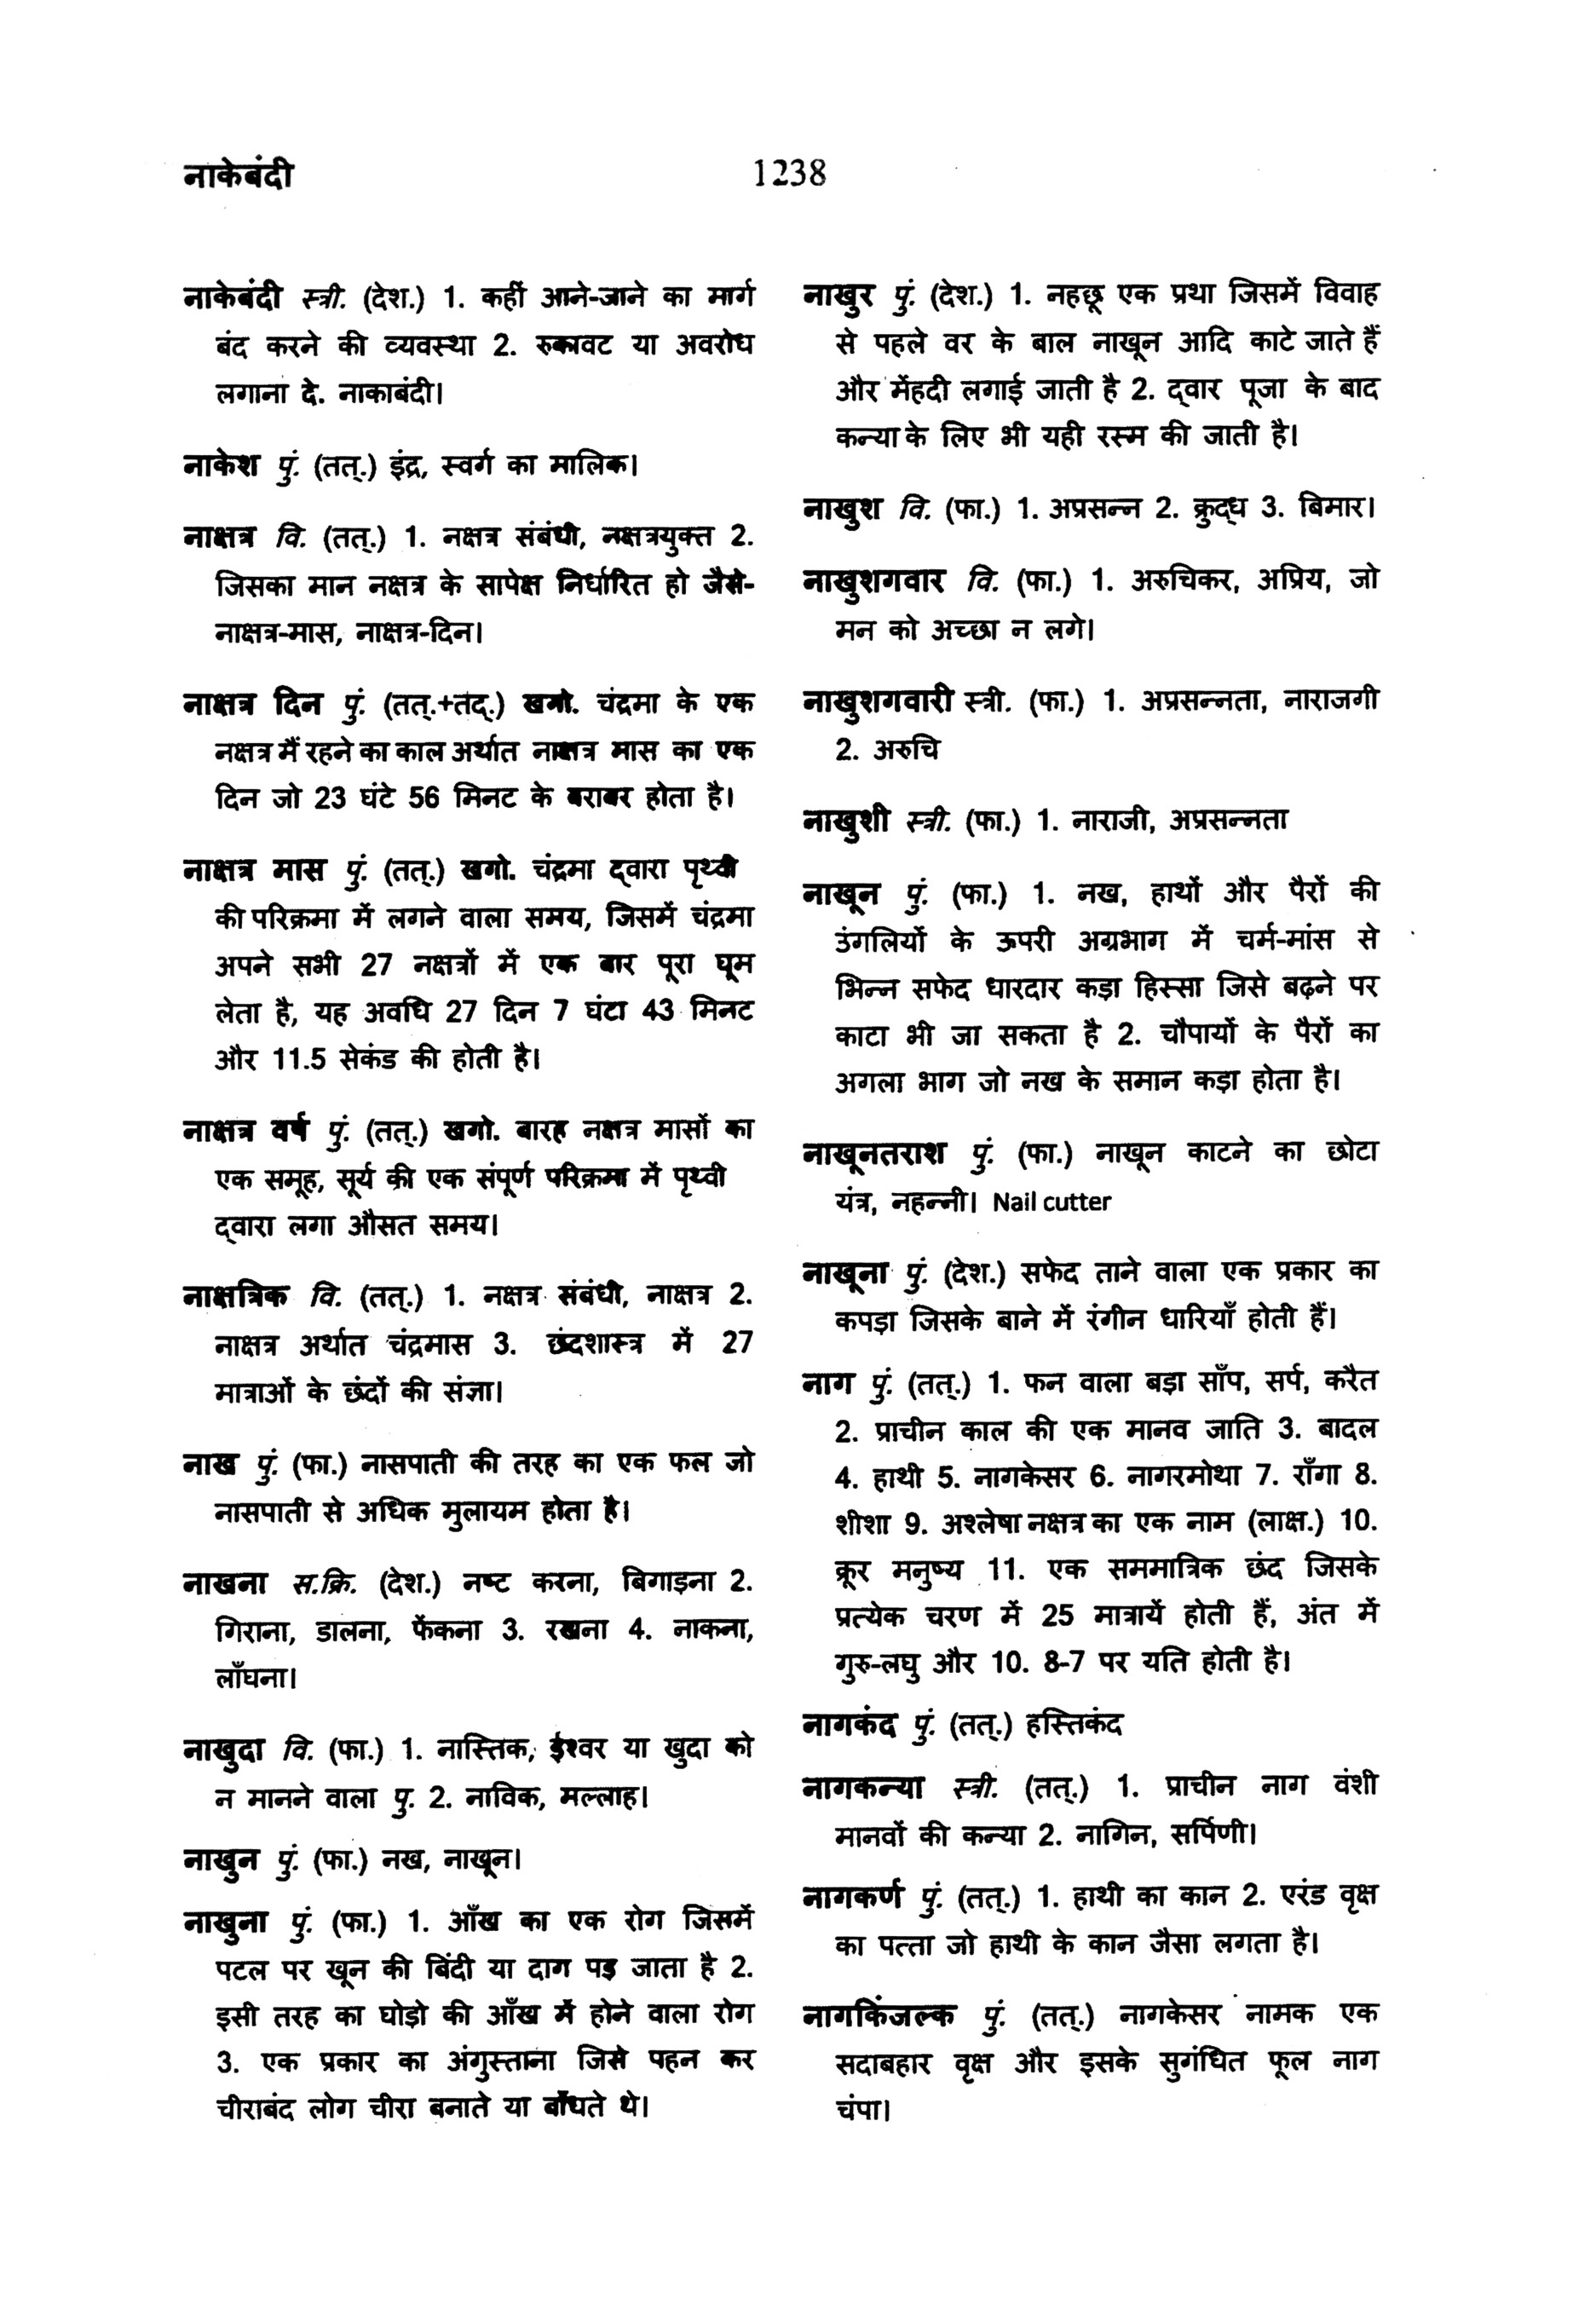 नाकेबंदी
1238
नाकेबंदी स्त्री. (देश.) 1. कहीं आने-जाने का मार्ग
बंद करने की व्यवस्था 2. रुकावट या अवरोध
लगाना दे. नाकाबंदी।
नाकेश पुं. (तत्.) इंद्र, स्वर्ग का मालिक।
नाक्षत्र वि. (तत्.) 1. नक्षत्र संबंधी, नक्षत्रयुक्त 2.
जिसका मान नक्षत्र के सापेक्ष निर्धारित हो जैसे-
नाक्षत्र-मास, नाक्षत्र-दिन।
नाक्षत्र दिन पुं. (तत्.+तद्.) खगो. चंद्रमा के एक
नक्षत्र मैं रहने का काल अर्थात नाक्षत्र मास का एक
दिन जो 23 घंटे 56 मिनट के बराबर होता है।
नाक्षत्र मास पुं. (तत्.) खगो. चंद्रमा द्‍वारा पृथ्वी
की परिक्रमा में लगने वाला समय, जिसमें चंद्रमा
अपने सभी 27 नक्षत्रों में एक बार पूरा घूम
लेता है, यह अवधि 27 दिन 7 घंटा 43 मिनट
और 11.5 सेकंड की होती है।
नाक्षत्र वर्ष पुं. (तत्.) खगो. बारह नक्षत्र मासों का
एक समूह, सूर्य की एक संपूर्ण परिक्रमा में पृथ्वी
द्‍वारा लगा औसत समय।
नाक्षत्रिक वि. (तत्.) 1. नक्षत्र संबंधी, नाक्षत्र 2.
नाक्षत्र अर्थात चंद्रमास 3. छंदशास्त्र में 27
मात्राओं के छंदों की संज्ञा।
नाख पुं. (फा.) नासपाती की तरह का एक फल जो
नासपाती से अधिक मुलायम होता है।
नाखना स.क्रि. (देश.) नष्ट करना, बिगाड़ना 2.
गिराना, डालना, फेंकना 3. रखना 4. नाकना,
लाँघना।
नाखुदा वि. (फा.) 1. नास्तिक, ईश्वर या खुदा को
न मानने वाला पु. 2. नाविक, मल्लाह।
नाखुन पुं. (फा.) नख, नाखून।
नाखुना पुं. (फा.) 1. आँख का एक रोग जिसमें
पटल पर खून की बिंदी या दाग पड़ जाता है 2.
इसी तरह का घोड़ो की आँख में होने वाला रोग
3. एक प्रकार का अंगुस्ताना जिसे पहन कर
चीराबंद लोग चीरा बनाते या बाँधते थे।
नाखुर पुं. (देश.) 1. नहछू एक प्रथा जिसमें विवाह
से पहले वर के बाल नाखून आदि काटे जाते हैं
और मेंहदी लगाई जाती है 2. द्‍वार पूजा के बाद
कन्या के लिए भी यही रस्म की जाती है।
नाखुश वि. (फा.) 1. अप्रसन्न 2. क्रुद्‍ध 3. बिमार।
नाखुशगवार वि. (फा.) 1. अरुचिकर, अप्रिय, जो
मन को अच्छा न लगे।
नाखुशगवारी स्त्री. (फा.) 1. अप्रसन्नता, नाराजगी
2. अरुचि
नाखुशी स्त्री. (फा.) 1. नाराजी, अप्रसन्नता
नाखून पुं. (फा.) 1. नख, हाथों और पैरों की
उंगलियों के ऊपरी अग्रभाग में चर्म-मांस से
भिन्न सफेद धारदार कड़ा हिस्सा जिसे बढ़ने पर
काटा भी जा सकता है 2. चौपायों के पैरों का
अगला भाग जो नख के समान कड़ा होता है।
नाखूनतराश पुं. (फा.) नाखून काटने का छोटा
यंत्र, नहन्नी। Nail cutter
नाखूना पुं. (देश.) सफेद ताने वाला एक प्रकार का
कपड़ा जिसके बाने में रंगीन धारियाँ होती हैं।
नाग पुं. (तत्.) 1. फन वाला बड़ा साँप, सर्प, करैत
2. प्राचीन काल की एक मानव जाति 3. बादल
4. हाथी 5. नागकेसर 6. नागरमोथा 7. राँगा 8.
शीशा 9. अश्लेषा नक्षत्र का एक नाम (लाक्ष.) 10.
क्रूर मनुष्य 11. एक सममात्रिक छंद जिसके
प्रत्येक चरण में 25 मात्रायें होती हैं, अंत में
गुरु-लघु और 10. 8-7 पर यति होती है।
नागकंद पुं. (तत्.) हस्तिकंद
नागकन्या स्त्री. (तत्.) 1. प्राचीन नाग वंशी
मानवों की कन्या 2. नागिन, सर्पिणी।
नागकर्ण पुं. (तत्.) 1. हाथी का कान 2. एरंड वृक्ष
का पत्ता जो हाथी के कान जैसा लगता है।
नागकिंजल्क पुं. (तत्.) नागकेसर नामक एक
सदाबहार वृक्ष और इसके सुगंधित फूल नाग
चंपा।